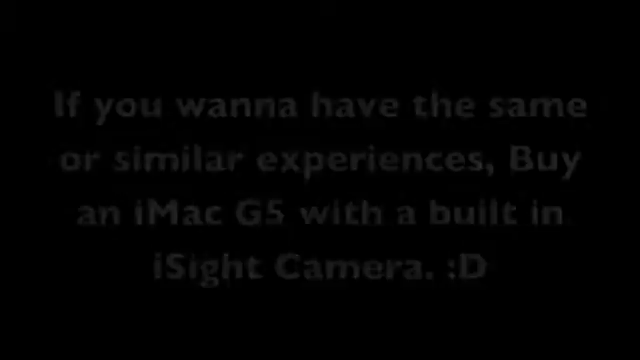 If you wanna have the same
or similar experiences, Buy
an iMac G5 with a built in
iSight Camera. :D